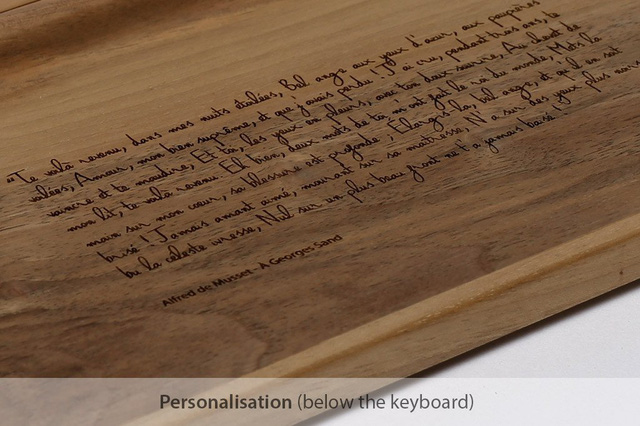 "Te voilà revenu, dans mes nuits étoilées, Bel ange aux yeux d'azur, aux paupières
voilées, Amour, mon bien suprême, et que j'avais perdu ! J'ai cru, pendant trois ans, te
vaincre et te maudire, Et toi, les yeux en pleurs, avec ton doux sourire, Au chevet de
mon lit, te voilà revenu. Eh bien, deux mots de toi m'ont fait le roi du monde, Mets la
main sur mon cœur, sa blessure est profonde ; Élargis-la, bel ange, et qu'il en soit
brisé ! Jamais amant aimé, mourant sur sa maîtresse, N'a sur des yeux plus noirs
bu la céleste ivresse, Nul sur un plus beau front ne t'a jamais baisé !"
Alfred de Musset - A Georges Sand
Personalisation (below the keyboard)